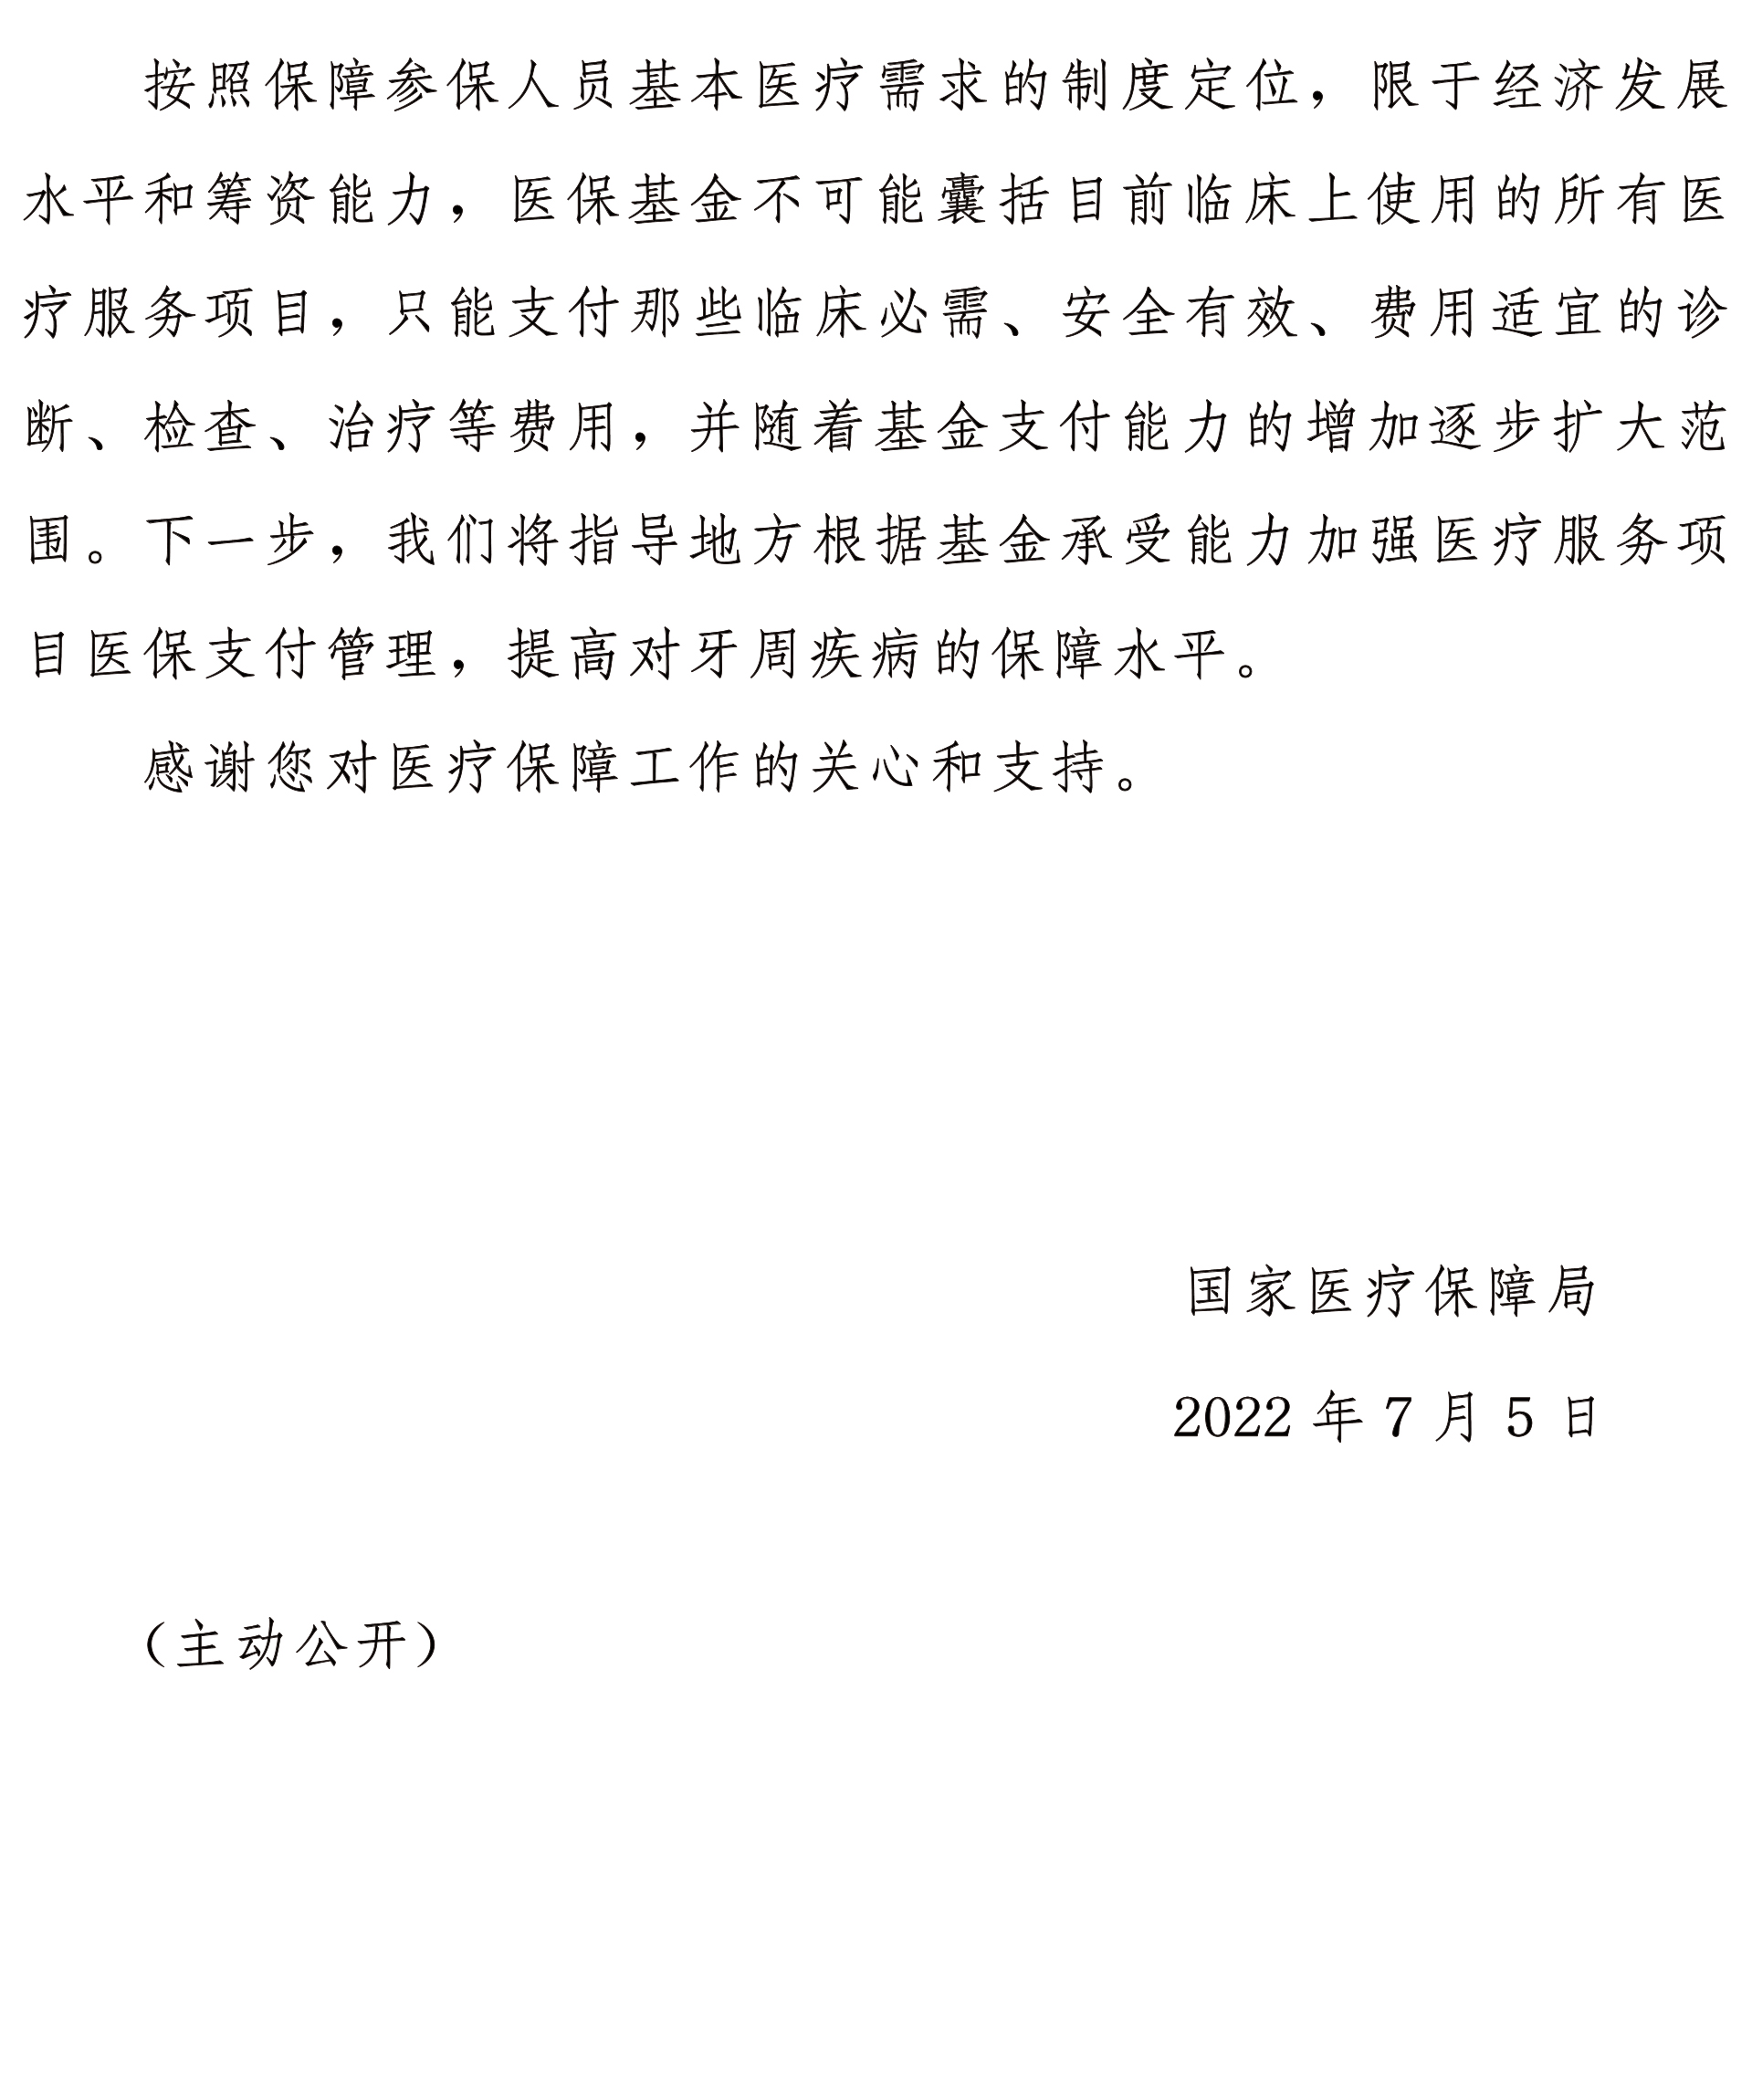 按照保障参保人员基本医疗需求的制度定位，限于经济发展
水平和筹资能力，医保基金不可能囊括目前临床上使用的所有医
疗服务项目，只能支付那些临床必需、安全有效、费用适宜的诊
断、检查、治疗等费用，并随着基金支付能力的增加逐步扩大范
围。下一步，我们将指导地方根据基金承受能力加强医疗服务项
目医保支付管理，提高对牙周疾病的保障水平。
感谢您对医疗保障工作的关心和支持。
国家医疗保障局
2022 年 7 月 5 日
（主动公开）